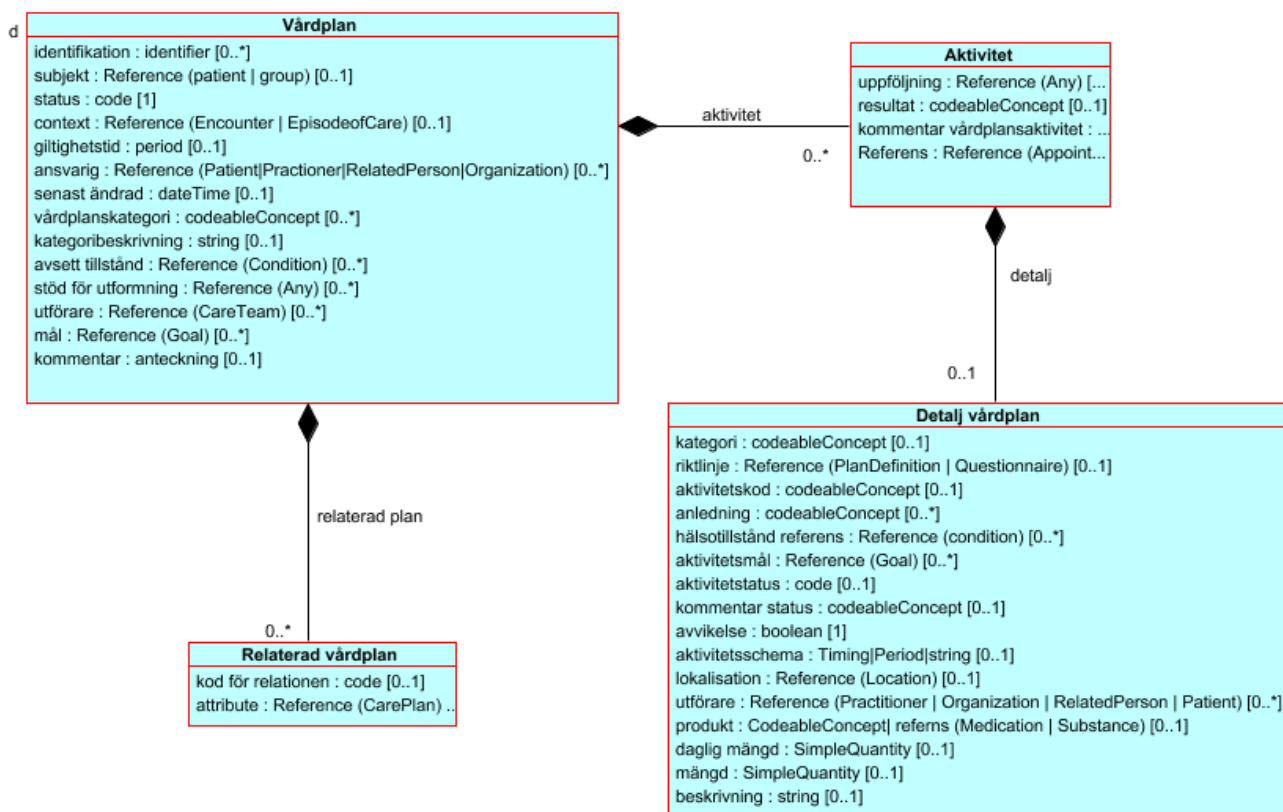 d
Vårdplan
identifikation : identifier [0..*]
subjekt : Reference (patient | group) [0..1]
status : code [1]
context : Reference (Encounter | EpisodeofCare) [0..1]
giltighetstid : period [0..1]
ansvarig : Reference (Patient|Practioner|RelatedPerson|Organization) [0..*]
senast ändrad : dateTime [0..1]
vårdplanskategori : codeableConcept [0..*]
kategoribeskrivning : string [0..1]
avsett tillstånd : Reference (Condition) [0..*]
stöd för utformning : Reference (Any) [0..*]
utförare : Reference (CareTeam) [0..*]
mål : Reference (Goal) [0..*]
kommentar : anteckning [0..1]
aktivitet
0..*
Aktivitet
uppföljning : Reference (Any) [...
resultat : codeableConcept [0..1]
kommentar vårdplansaktivitet : ...
Referens : Reference (Appoint...
detalj
0..1
relaterad plan
0..*
Relaterad vårdplan
kod för relationen : code [0..1]
attribute : Reference (CarePlan) ..
Detalj vårdplan
kategori : codeableConcept [0..1]
riktlinje : Reference (PlanDefinition | Questionnaire) [0..1]
aktivitetskod : codeableConcept [0..1]
anledning : codeableConcept [0..*]
hälsotillstånd referens : Reference (condition) [0..*]
aktivitetsmål : Reference (Goal) [0..*]
aktivitetstatus : code [0..1]
kommentar status : codeableConcept [0..1]
avvikelse : boolean [1]
aktivitetsschema : Timing|Period|string [0..1]
lokalisation : Reference (Location) [0..1]
utförare : Reference (Practitioner | Organization | RelatedPerson | Patient) [0..*]
produkt : CodeableConcept| referns (Medication | Substance) [0..1]
daglig mängd : SimpleQuantity [0..1]
mängd : SimpleQuantity [0..1]
beskrivning : string [0..1]